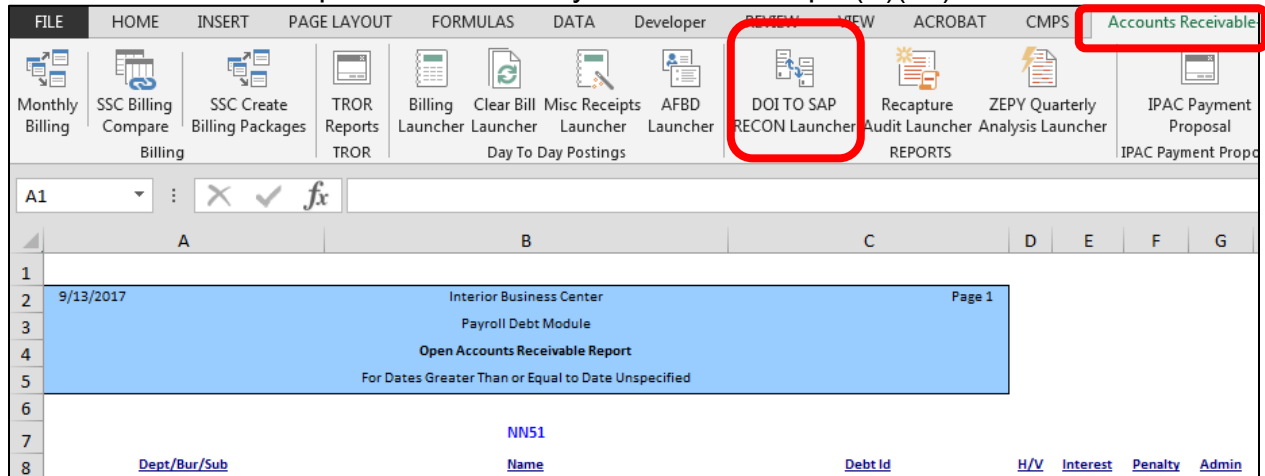 FILE HOME INSERT PAGE LAYOUT FORMULAS DATA Developer REVIEW VIEW ACROBAT CMPS Accounts Receivable-
Monthly Billing SSC Billing Compare SSC Create Billing Packages TROR Reports Billing Launcher Clear Bill Launcher Misc Receipts Launcher AFBD Launcher DOI TO SAP RECON Launcher Recapture Audit Launcher ZEPY Quarterly Analysis Launcher IPAC Payment Proposal
Billing TROR Day To Day Postings REPORTS IPAC Payment
A1 fx
A B C D E F G
1
2 9/13/2017 Interior Business Center Page 1
3 Payroll Debt Module
4 Open Accounts Receivable Report
5 For Dates Greater Than or Equal to Date Unspecified
6
7 NN51
8 Dept/Bur/Sub Name Debt Id H/V Interest Penalty Admin